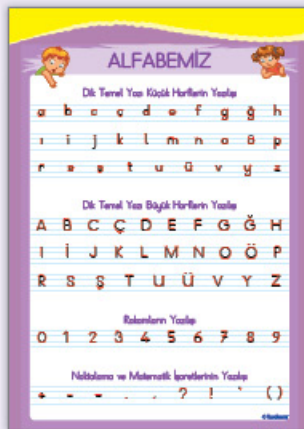 ALFABEMİZ
Dik Temel Yazı Küçük Harflerin Yazılışı
a b c ç d e f g ğ h
ı i j k l m n o ö p
r s ş t u ü v y z
Dik Temel Yazı Büyük Harflerin Yazılışı
A B C Ç D E F G Ğ H
I İ J K L M N O Ö P
R S Ş T U Ü V Y Z
Rakamların Yazılışı
0 1 2 3 4 5 6 7 8 9
Noktalama ve Matematik İşaretlerinin Yazılışı
+ - = . , ? ! ' ( )